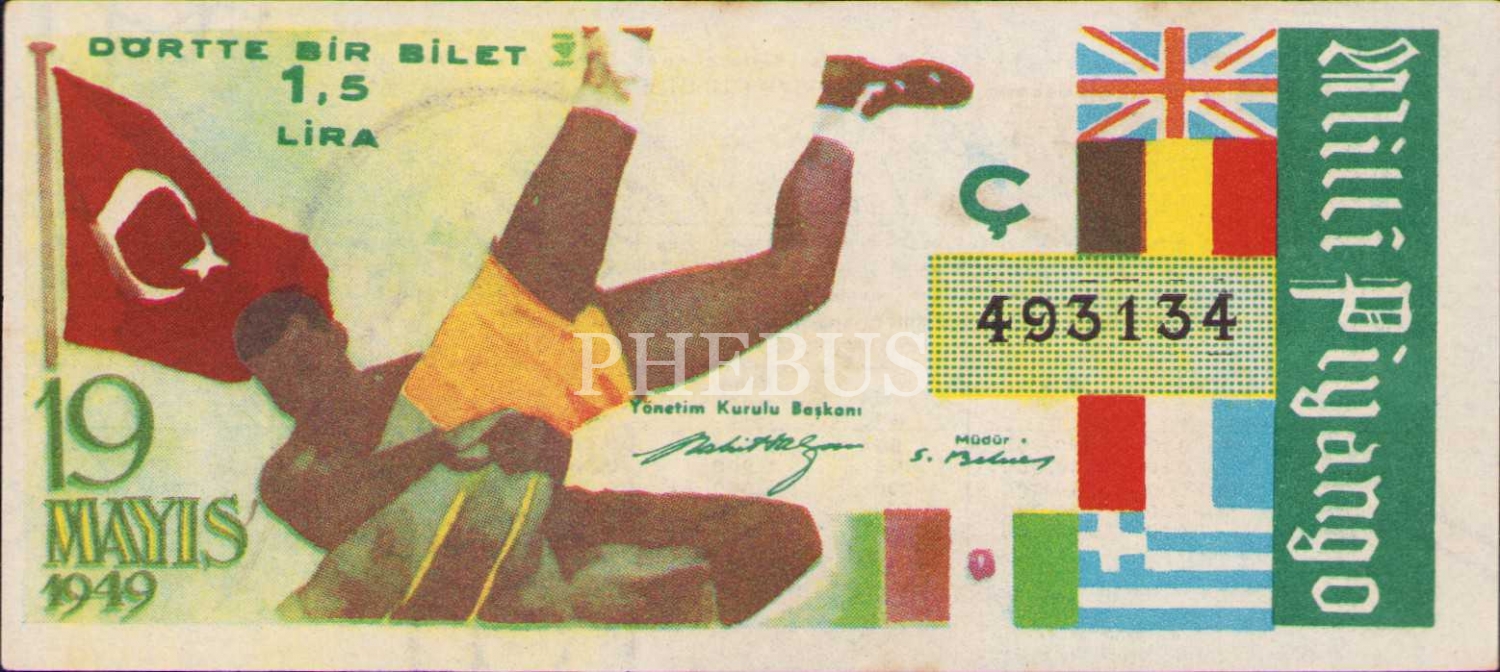 DÖRTTE BİR BİLET
1,5
LİRA
Ç
493134
PHEBUS
Yönetim Kurulu Başkanı
Müdür
19
MAYIS
1949
Milli Piyango